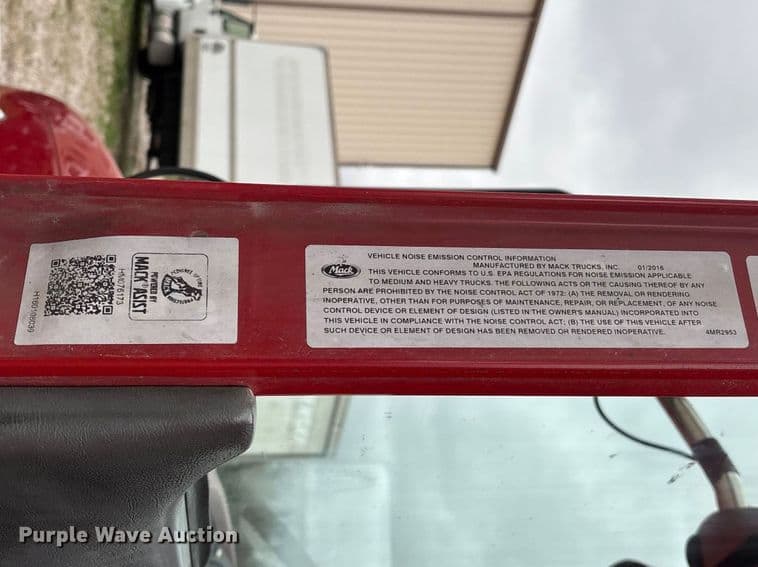 H5N76173
POWERED BY
MACK ASSIST
H160108639
Mack
VEHICLE NOISE EMISSION CONTROL INFORMATION
MANUFACTURED BY MACK TRUCKS, INC. 01/2016
THIS VEHICLE CONFORMS TO U.S. EPA REGULATIONS FOR NOISE EMISSION APPLICABLE
TO MEDIUM AND HEAVY TRUCKS. THE FOLLOWING ACTS OR THE CAUSING THEREOF BY ANY
PERSON ARE PROHIBITED BY THE NOISE CONTROL ACT OF 1972: (A) THE REMOVAL OR RENDERING
INOPERATIVE, OTHER THAN FOR PURPOSES OF MAINTENANCE, REPAIR, OR REPLACEMENT, OF ANY NOISE
CONTROL DEVICE OR ELEMENT OF DESIGN (LISTED IN THE OWNER'S MANUAL) INCORPORATED INTO
THIS VEHICLE IN COMPLIANCE WITH THE NOISE CONTROL ACT; (B) THE USE OF THIS VEHICLE AFTER
SUCH DEVICE OR ELEMENT OF DESIGN HAS BEEN REMOVED OR RENDERED INOPERATIVE. 4MR2953
Purple Wave Auction